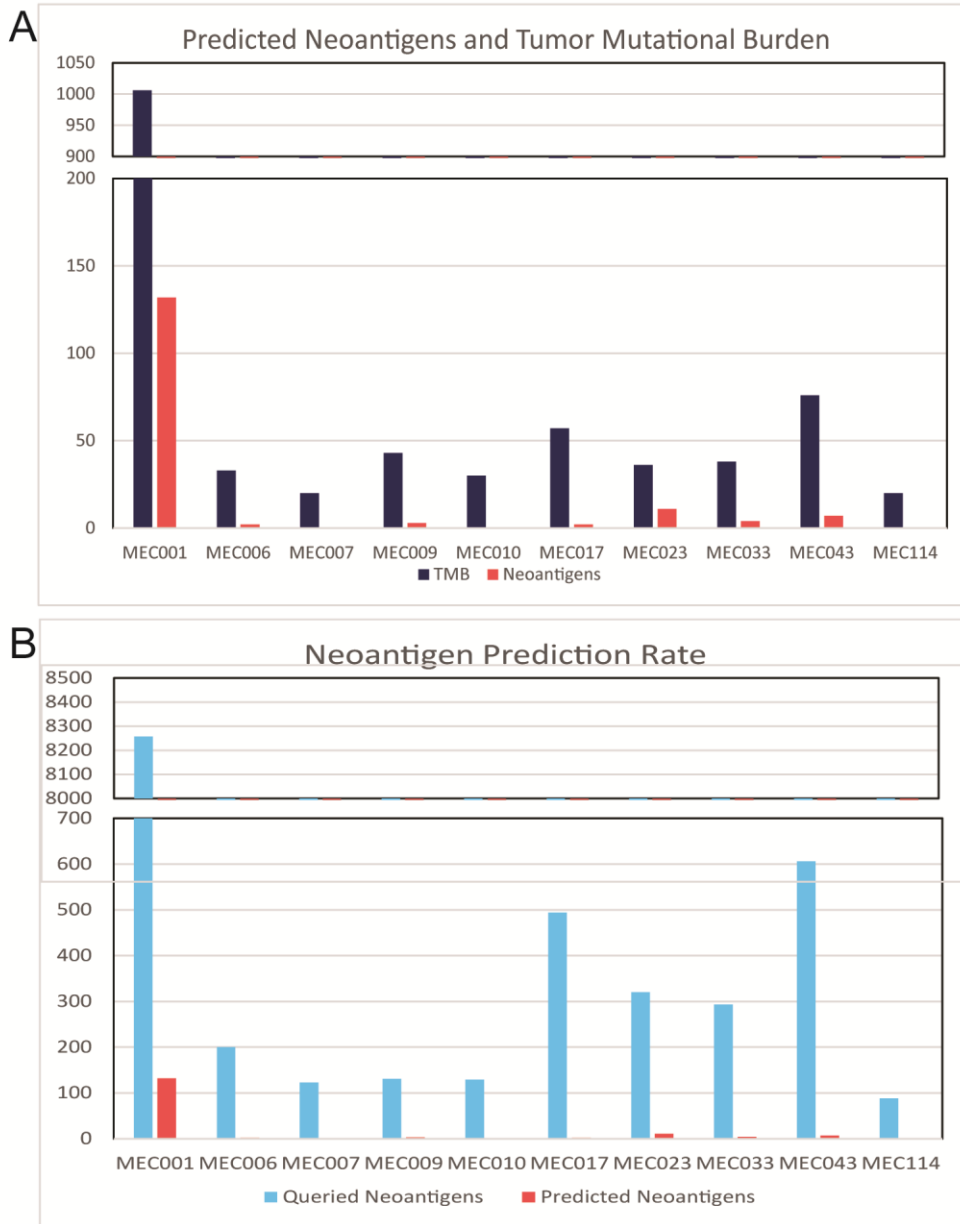 A
Predicted Neoantigens and Tumor Mutational Burden
1050
1000
950
900
200
150
100
50
0
MEC001 MEC006 MEC007 MEC009 MEC010 MEC017 MEC023 MEC033 MEC043 MEC114
TMB Neoantigens
B
Neoantigen Prediction Rate
8500
8400
8300
8200
8100
8000
700
600
500
400
300
200
100
0
MEC001 MEC006 MEC007 MEC009 MEC010 MEC017 MEC023 MEC033 MEC043 MEC114
Queried Neoantigens Predicted Neoantigens